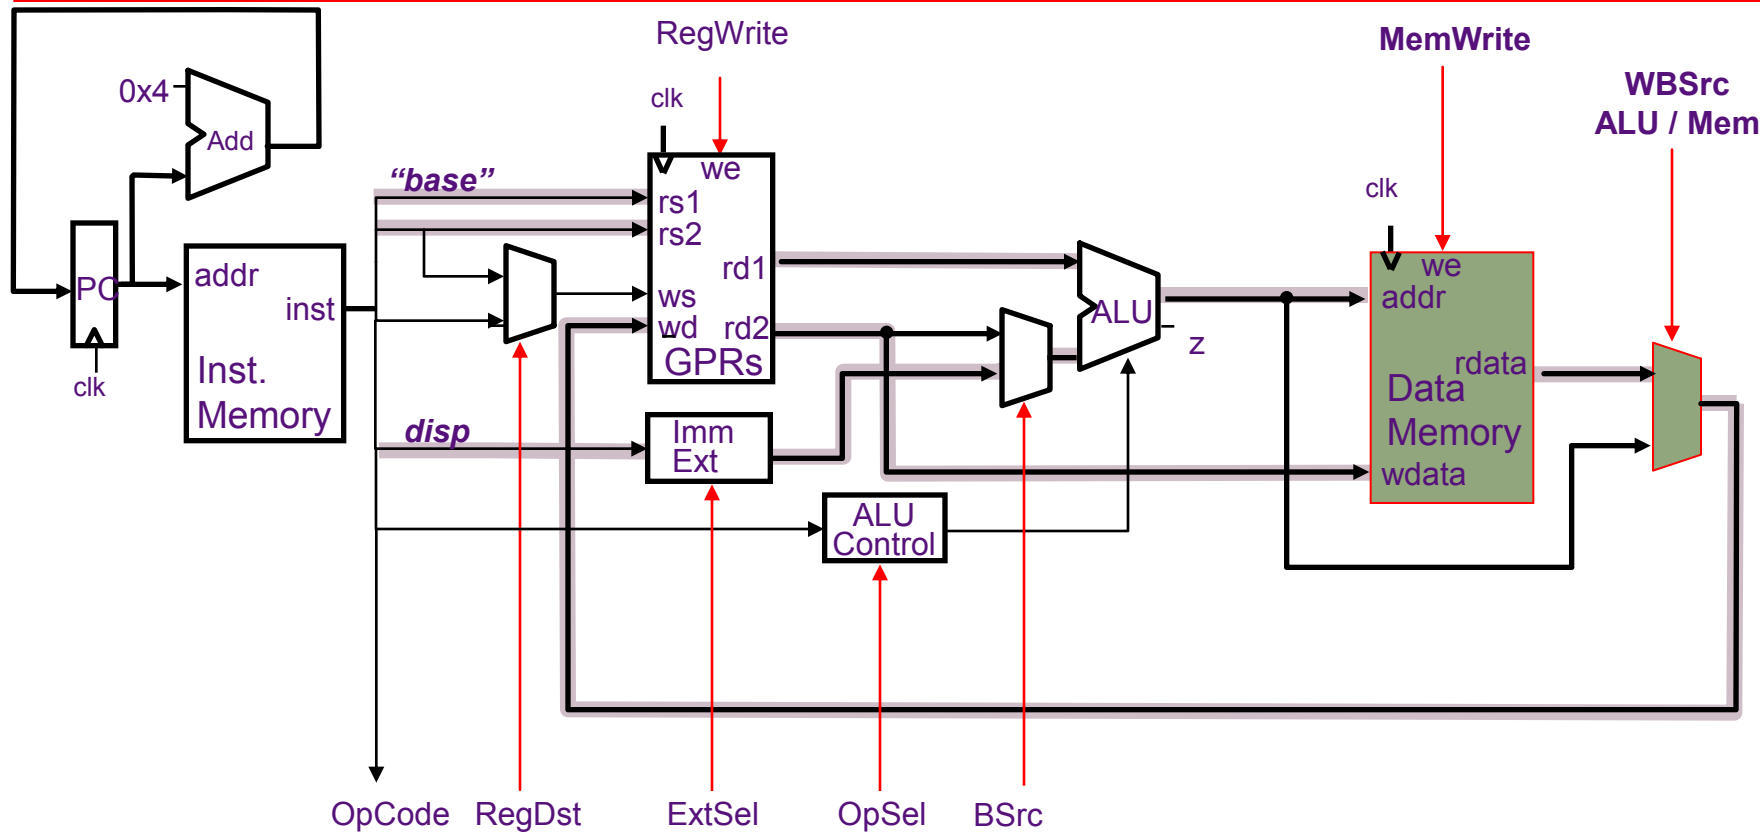 RegWrite
MemWrite
WBSrc
ALU / Mem
0x4
Add
clk
"base"
we
rs1
rs2
rd1
ws
wd
rd2
GPRs
PC
clk
addr
inst
Inst.
Memory
disp
Imm
Ext
ALU
Control
ALU
z
clk
we
addr
rdata
Data
Memory
wdata
OpCode
RegDst
ExtSel
OpSel
BSrc